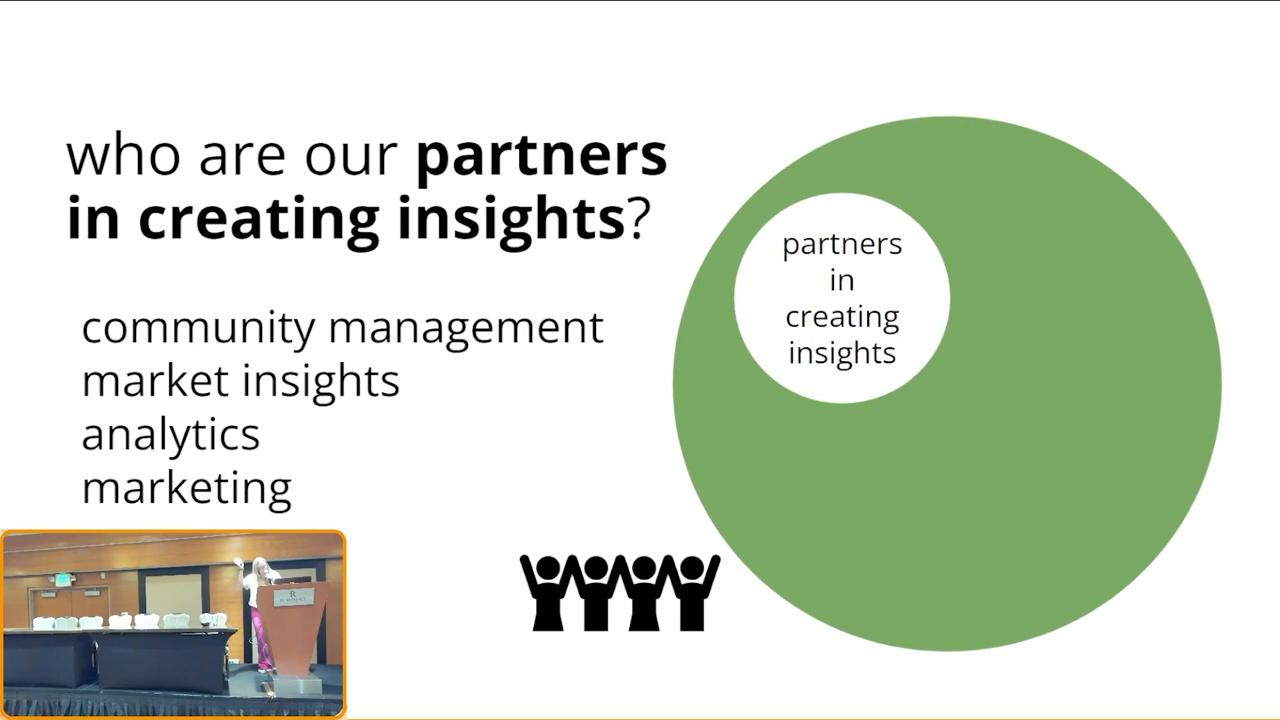 who are our partners
in creating insights?
community management
market insights
analytics
marketing
partners
in
creating
insights
R